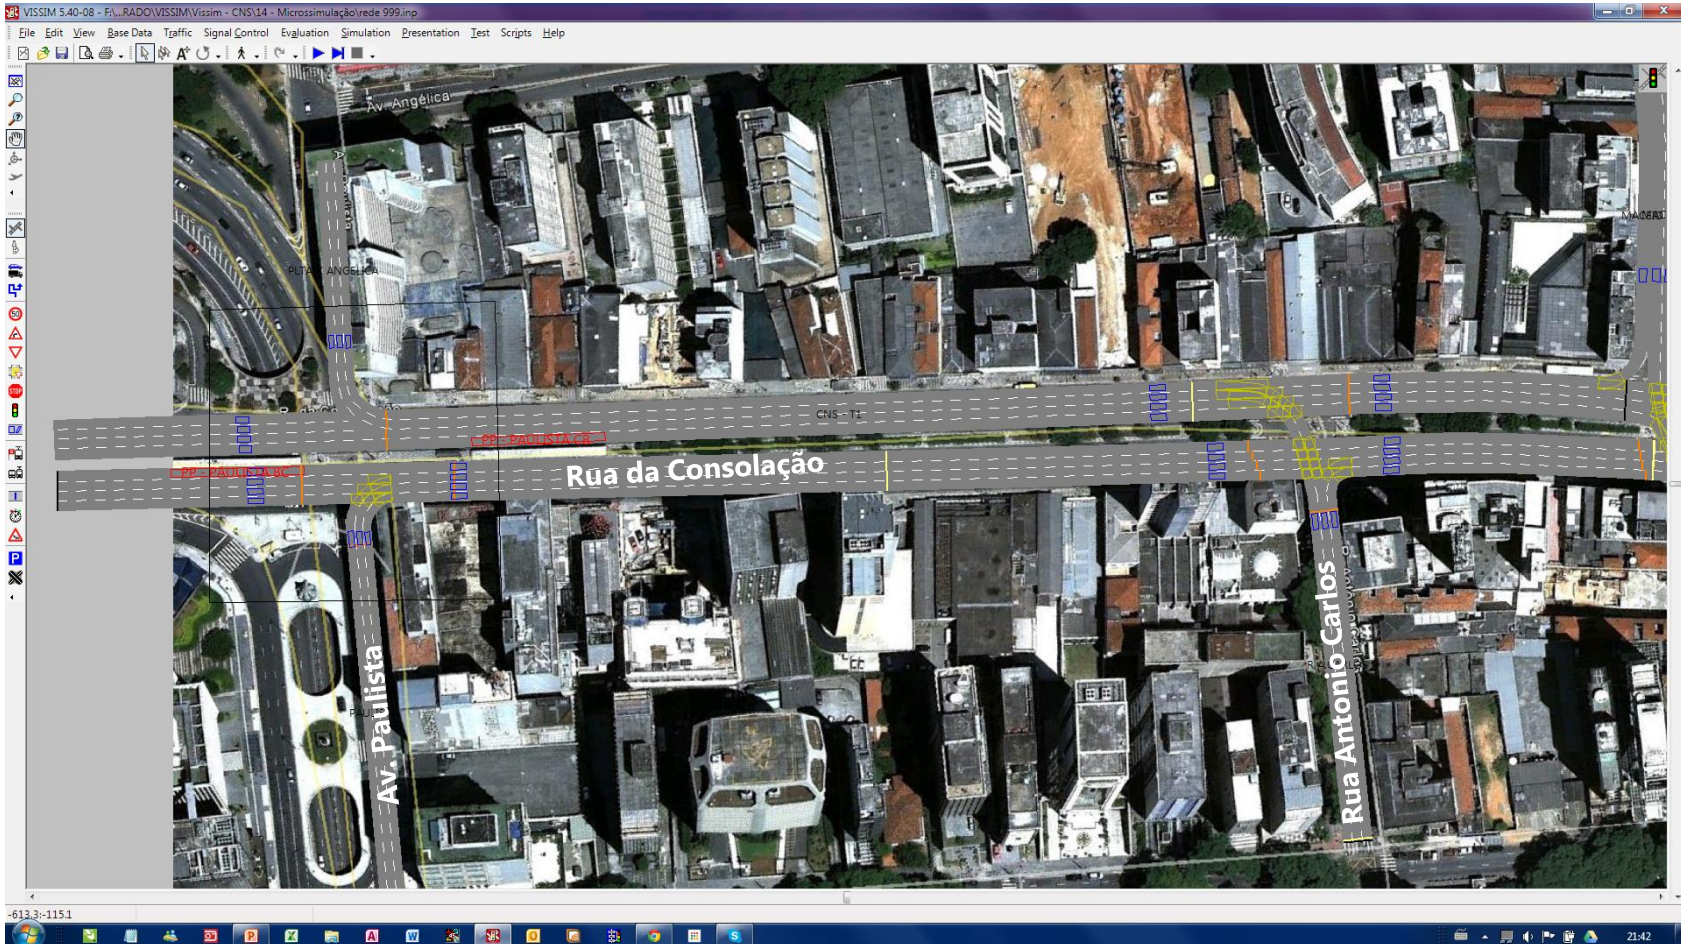 VISSIM 5.40-08 - F:\...RADO\VISSIM\Vissim - CNS\14 - Microssimulação\rede 999.inp
File Edit View Base Data Traffic Signal Control Evaluation Simulation Presentation Test Scripts Help
Av. Angélica
PLTA X ANGELICA
CNS - T1
PP - PAULISTA CB
PP - PAULISTA BC
Rua da Consolação
Av. Paulista
Rua Antonio Carlos
50
STOP
P
-613.3:-115.1
21:42